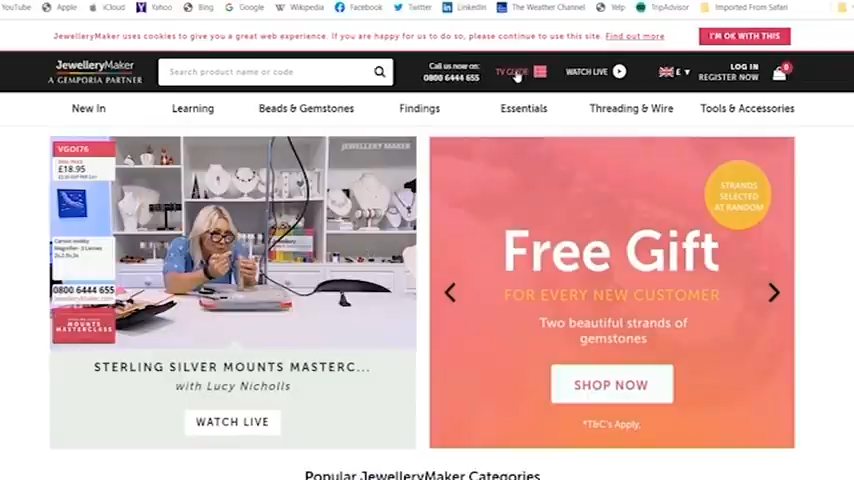 YouTube Apple iCloud Yahoo Bing Google Wikipedia Facebook Twitter LinkedIn The Weather Channel Yelp TripAdvisor Imported From Safari
JewelleryMaker uses cookies to give you a great web experience. If you are happy for us to do so, please continue to use this site. Find out more
I'M OK WITH THIS
JewelleryMaker
A GEMPORIA PARTNER
Search product name or code
Call us now on:
0800 6444 655
TV GUIDE
WATCH LIVE
£
LOG IN
REGISTER NOW
0
New In Learning Beads & Gemstones Findings Essentials Threading & Wire Tools & Accessories
VGOI76
£18.95
JEWELLERY MAKER
0800 6444 655
MOUNTS
MASTERCLASS
STERLING SILVER MOUNTS MASTERC...
with Lucy Nicholls
WATCH LIVE
STRANDS
SELECTED
AT RANDOM
Free Gift
FOR EVERY NEW CUSTOMER
Two beautiful strands of
gemstones
SHOP NOW
*T&C's Apply.
Popular JewelleryMaker Categories